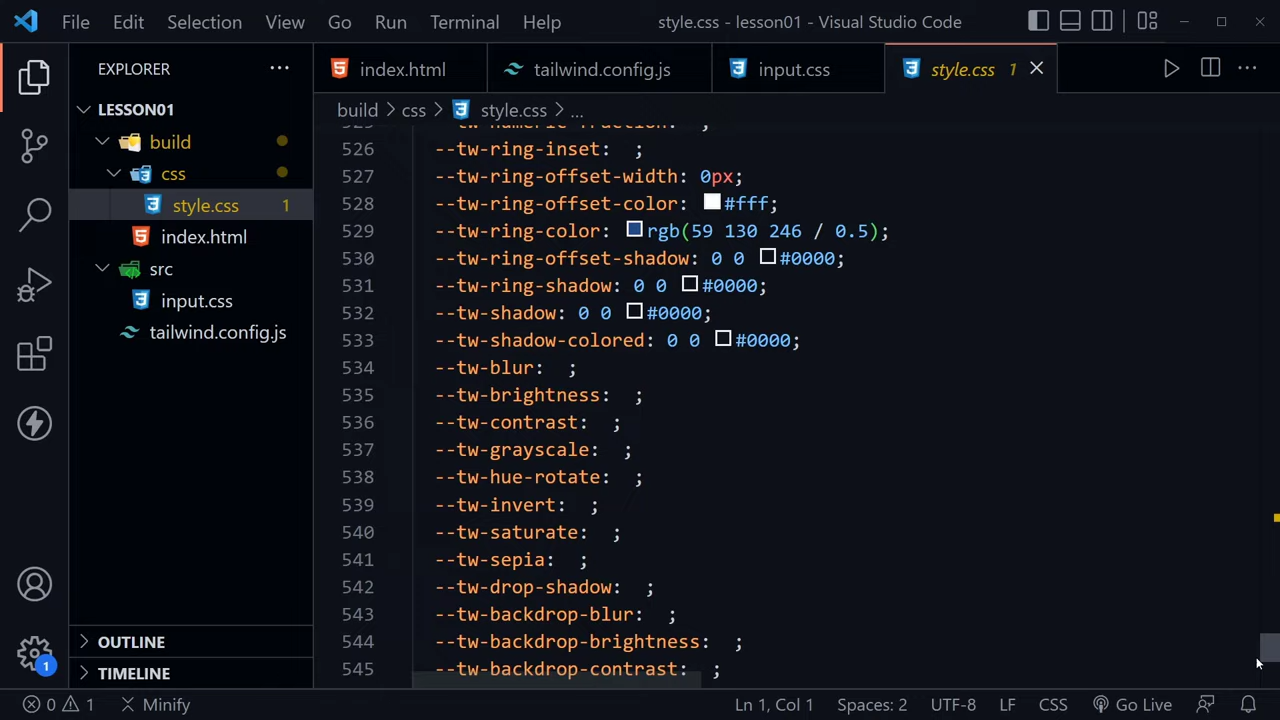 File Edit Selection View Go Run Terminal Help style.css - lesson01 - Visual Studio Code
EXPLORER
LESSON01
build
css
style.css 1
index.html
src
input.css
tailwind.config.js
OUTLINE
TIMELINE
index.html tailwind.config.js input.css style.css 1
build > css > style.css > ...
525 --tw-numeric-fraction: ;
526 --tw-ring-inset: ;
527 --tw-ring-offset-width: 0px;
528 --tw-ring-offset-color: #fff;
529 --tw-ring-color: rgb(59 130 246 / 0.5);
530 --tw-ring-offset-shadow: 0 0 #0000;
531 --tw-ring-shadow: 0 0 #0000;
532 --tw-shadow: 0 0 #0000;
533 --tw-shadow-colored: 0 0 #0000;
534 --tw-blur: ;
535 --tw-brightness: ;
536 --tw-contrast: ;
537 --tw-grayscale: ;
538 --tw-hue-rotate: ;
539 --tw-invert: ;
540 --tw-saturate: ;
541 --tw-sepia: ;
542 --tw-drop-shadow: ;
543 --tw-backdrop-blur: ;
544 --tw-backdrop-brightness: ;
545 --tw-backdrop-contrast: ;
1
0 1 Minify Ln 1, Col 1 Spaces: 2 UTF-8 LF CSS Go Live